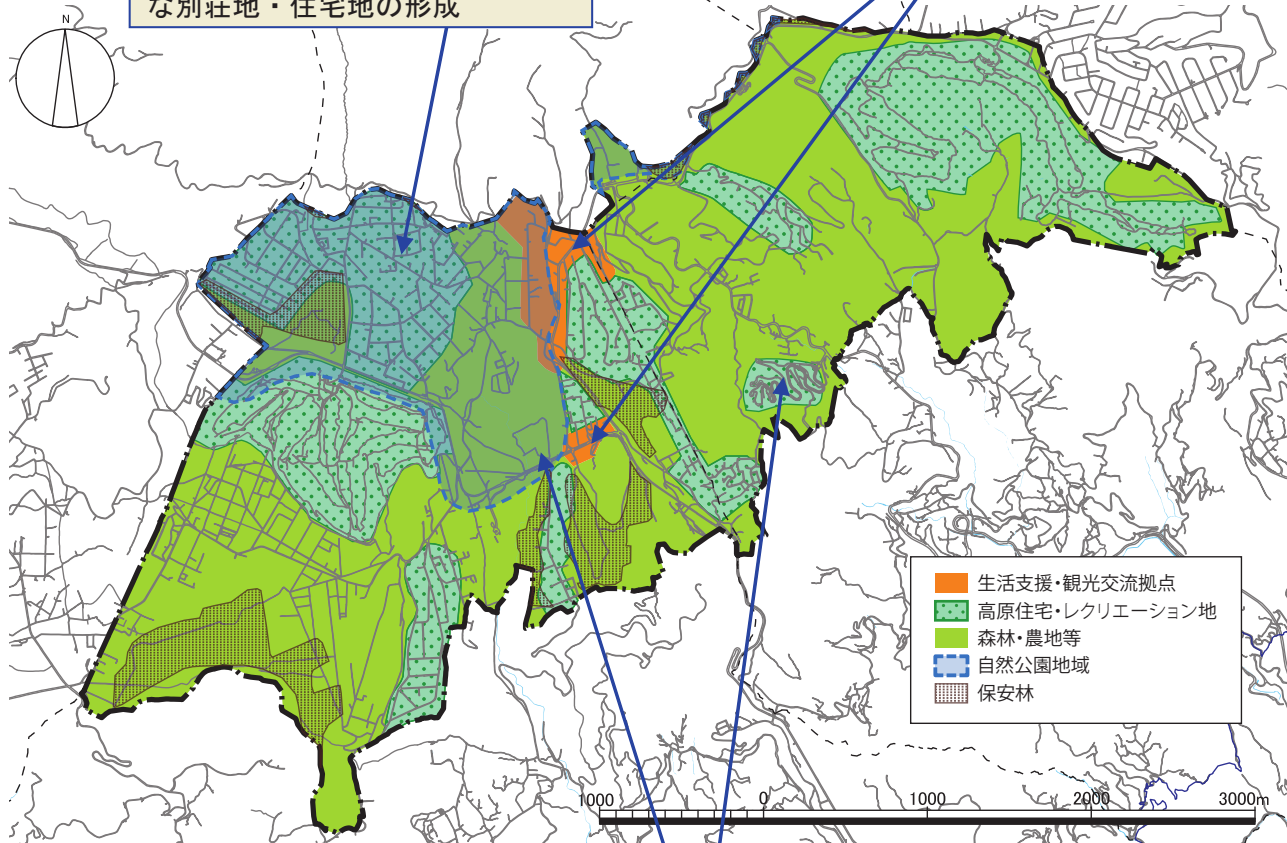 な別荘地・住宅地の形成
N
生活支援・観光交流拠点
高原住宅・レクリエーション地
森林・農地等
自然公園地域
保安林
1000 0 1000 2000 3000m